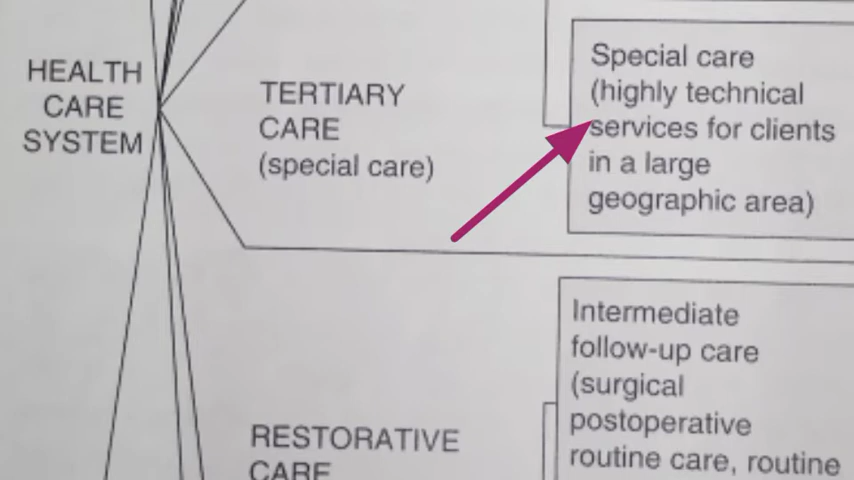 HEALTH
CARE
SYSTEM
TERTIARY
CARE
(special care)
Special care
(highly technical
services for clients
in a large
geographic area)
RESTORATIVE
CARE
Intermediate
follow-up care
(surgical
postoperative
routine care, routine